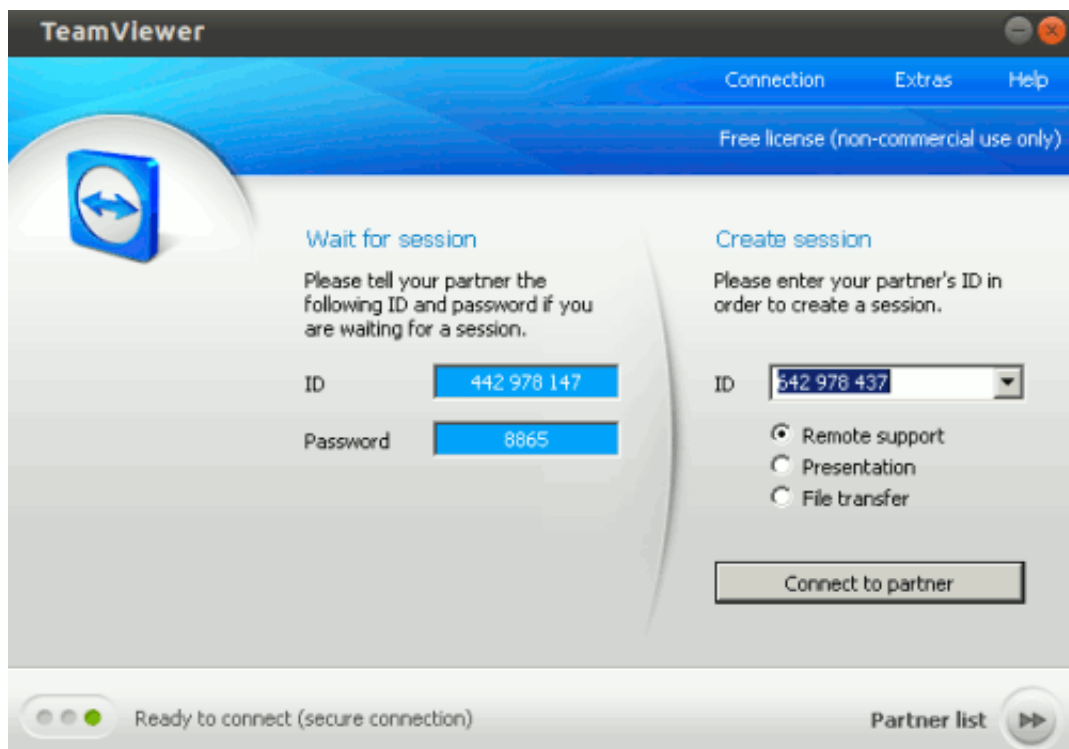 TeamViewer
Connection Extras Help
Free license (non-commercial use only)
Wait for session
Please tell your partner the
following ID and password if you
are waiting for a session.
ID 442 978 147
Password 8865
Create session
Please enter your partner's ID in
order to create a session.
ID 642 978 437
Remote support
Presentation
File transfer
Connect to partner
Ready to connect (secure connection)
Partner list